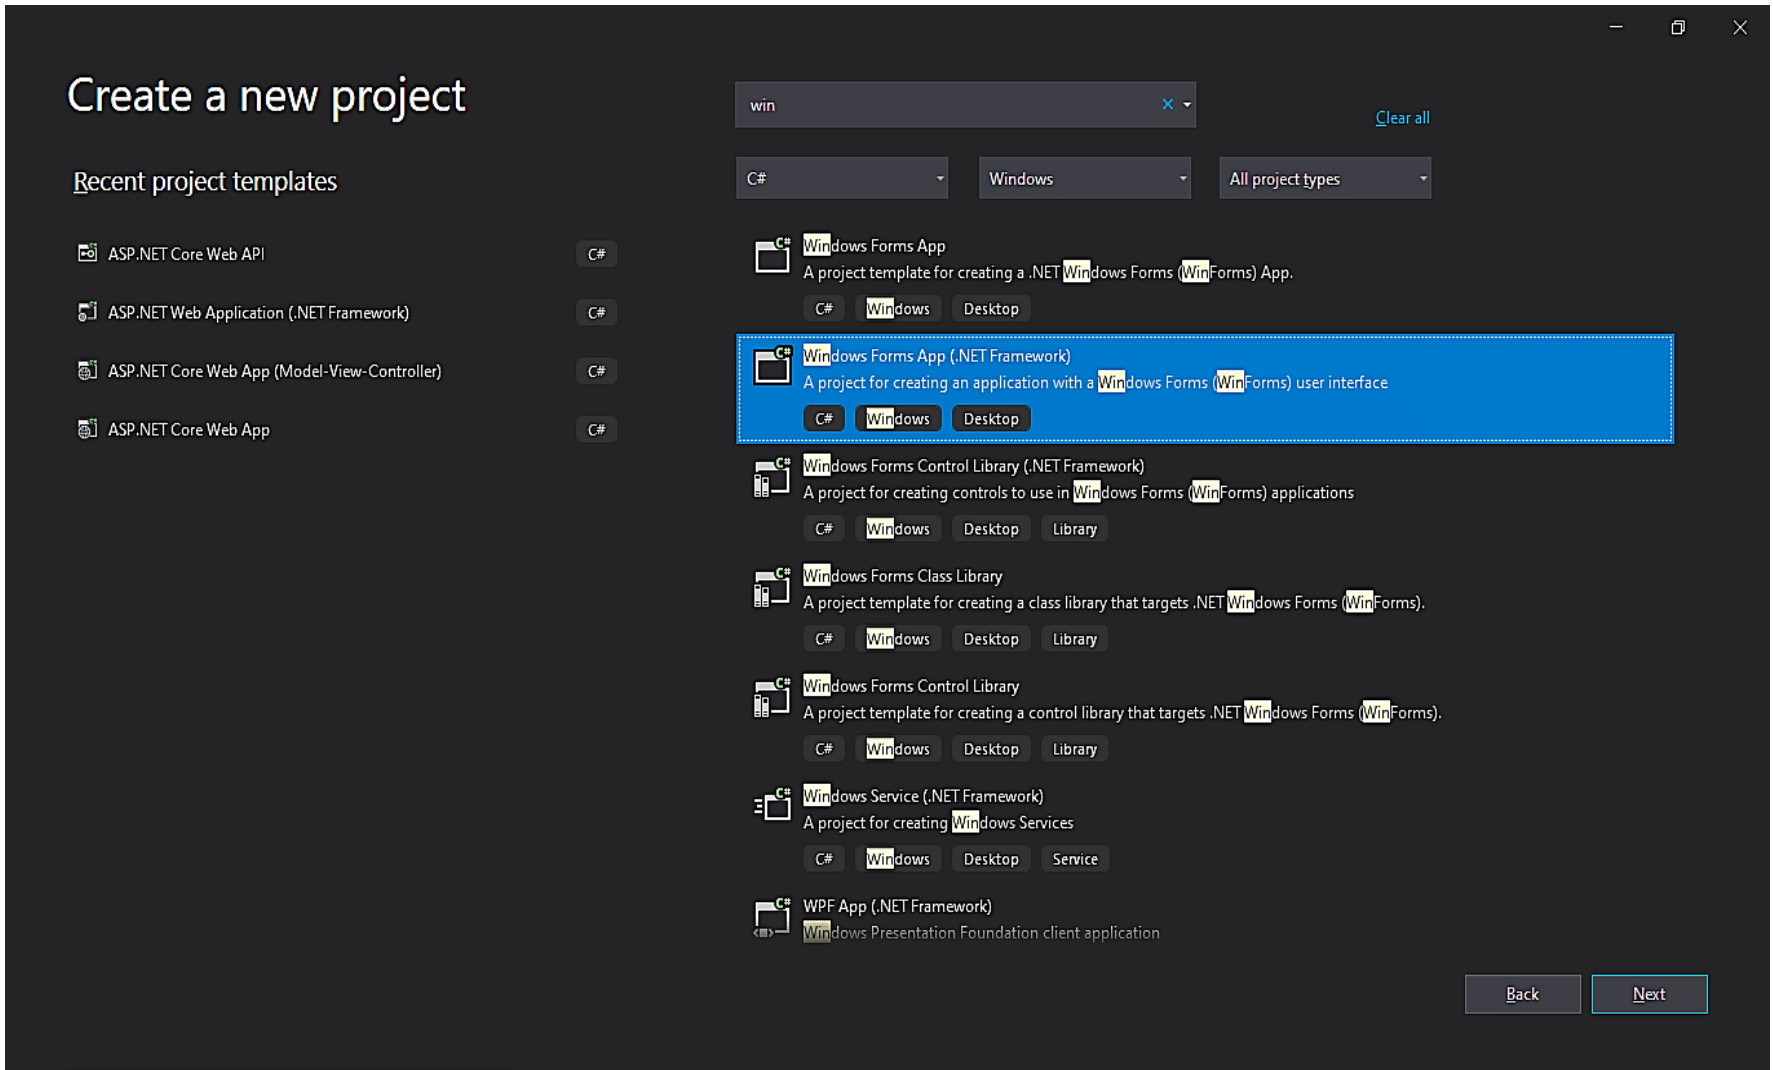 Create a new project
win
Clear all
C#
Windows
All project types
Recent project templates
ASP.NET Core Web API C#
ASP.NET Web Application (.NET Framework) C#
ASP.NET Core Web App (Model-View-Controller) C#
ASP.NET Core Web App C#
Windows Forms App
A project template for creating a .NET Windows Forms (WinForms) App.
C# Windows Desktop
Windows Forms App (.NET Framework)
A project for creating an application with a Windows Forms (WinForms) user interface
C# Windows Desktop
Windows Forms Control Library (.NET Framework)
A project for creating controls to use in Windows Forms (WinForms) applications
C# Windows Desktop Library
Windows Forms Class Library
A project template for creating a class library that targets .NET Windows Forms (WinForms).
C# Windows Desktop Library
Windows Forms Control Library
A project template for creating a control library that targets .NET Windows Forms (WinForms).
C# Windows Desktop Library
Windows Service (.NET Framework)
A project for creating Windows Services
C# Windows Desktop Service
WPF App (.NET Framework)
Windows Presentation Foundation client application
Back
Next